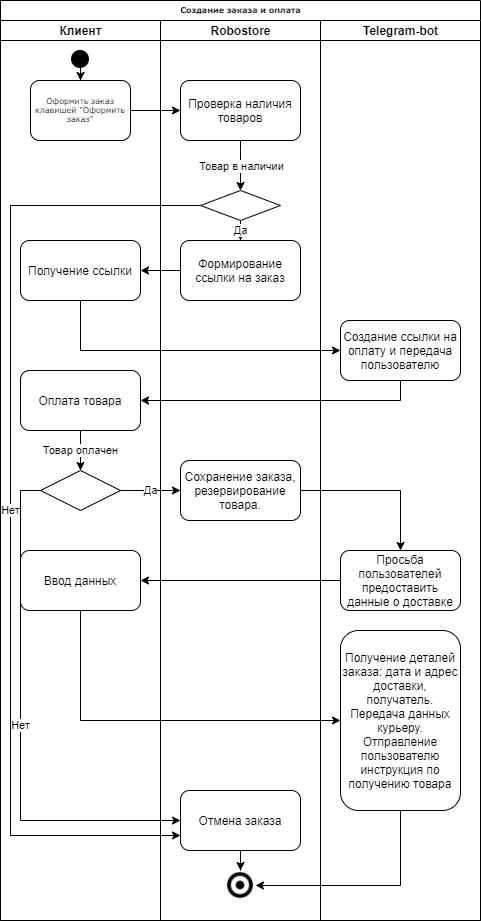 Создание заказа и оплата
Клиент
Robostore
Telegram-bot
Оформить заказ
клавишей "Оформить
заказ"
Проверка наличия
товаров
Товар в наличии
Да
Получение ссылки
Формирование
ссылки на заказ
Создание ссылки на
оплату и передача
пользователю
Оплата товара
Товар оплачен
Да
Сохранение заказа,
резервирование
товара.
Нет
Ввод данных
Просьба
пользователей
предоставить
данные о доставке
Получение деталей
заказа: дата и адрес
доставки,
получатель.
Передача данных
курьеру.
Отправление
пользователю
инструкция по
получению товара
Нет
Отмена заказа